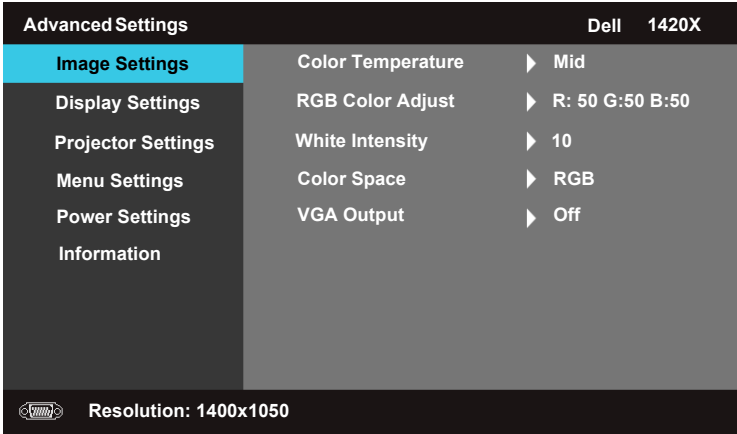 Advanced Settings Dell 1420X
Image Settings Color Temperature Mid
Display Settings RGB Color Adjust R: 50 G:50 B:50
Projector Settings White Intensity 10
Menu Settings Color Space RGB
Power Settings VGA Output Off
Information
Resolution: 1400x1050